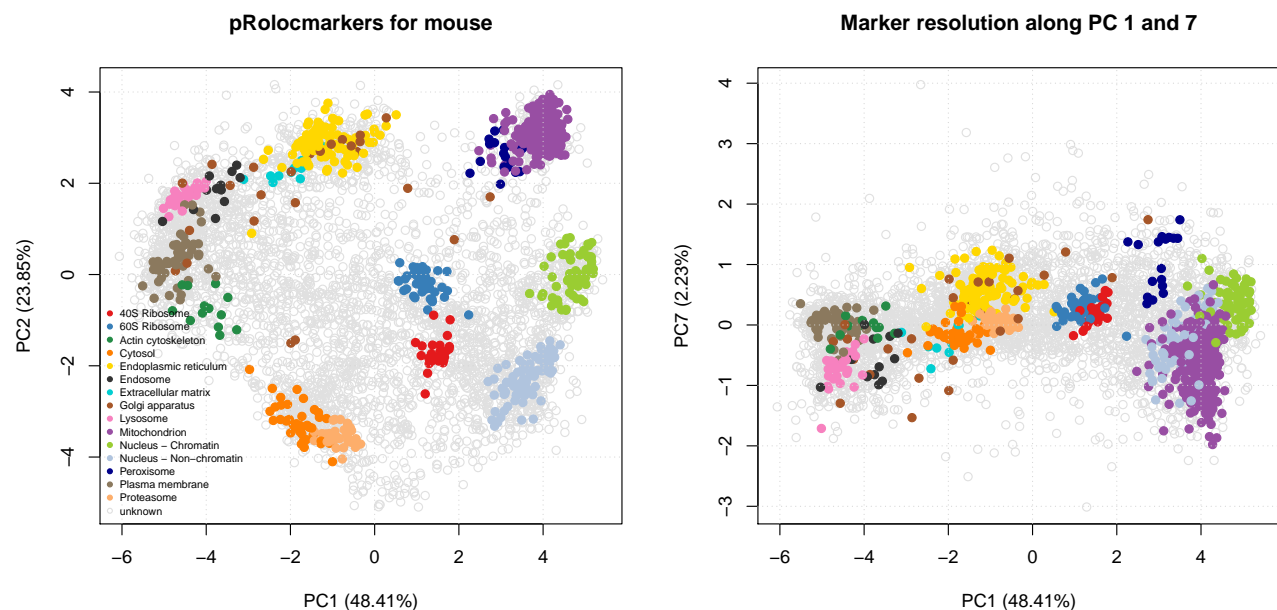 pRolocmarkers for mouse
PC2 (23.85%)
4
2
0
−2
−4
40S Ribosome
60S Ribosome
Actin cytoskeleton
Cytosol
Endoplasmic reticulum
Endosome
Extracellular matrix
Golgi apparatus
Lysosome
Mitochondrion
Nucleus − Chromatin
Nucleus − Non−chromatin
Peroxisome
Plasma membrane
Proteasome
unknown
−6 −4 −2 0 2 4
PC1 (48.41%)
Marker resolution along PC 1 and 7
PC7 (2.23%)
4
3
2
1
0
−1
−2
−3
−6 −4 −2 0 2 4
PC1 (48.41%)